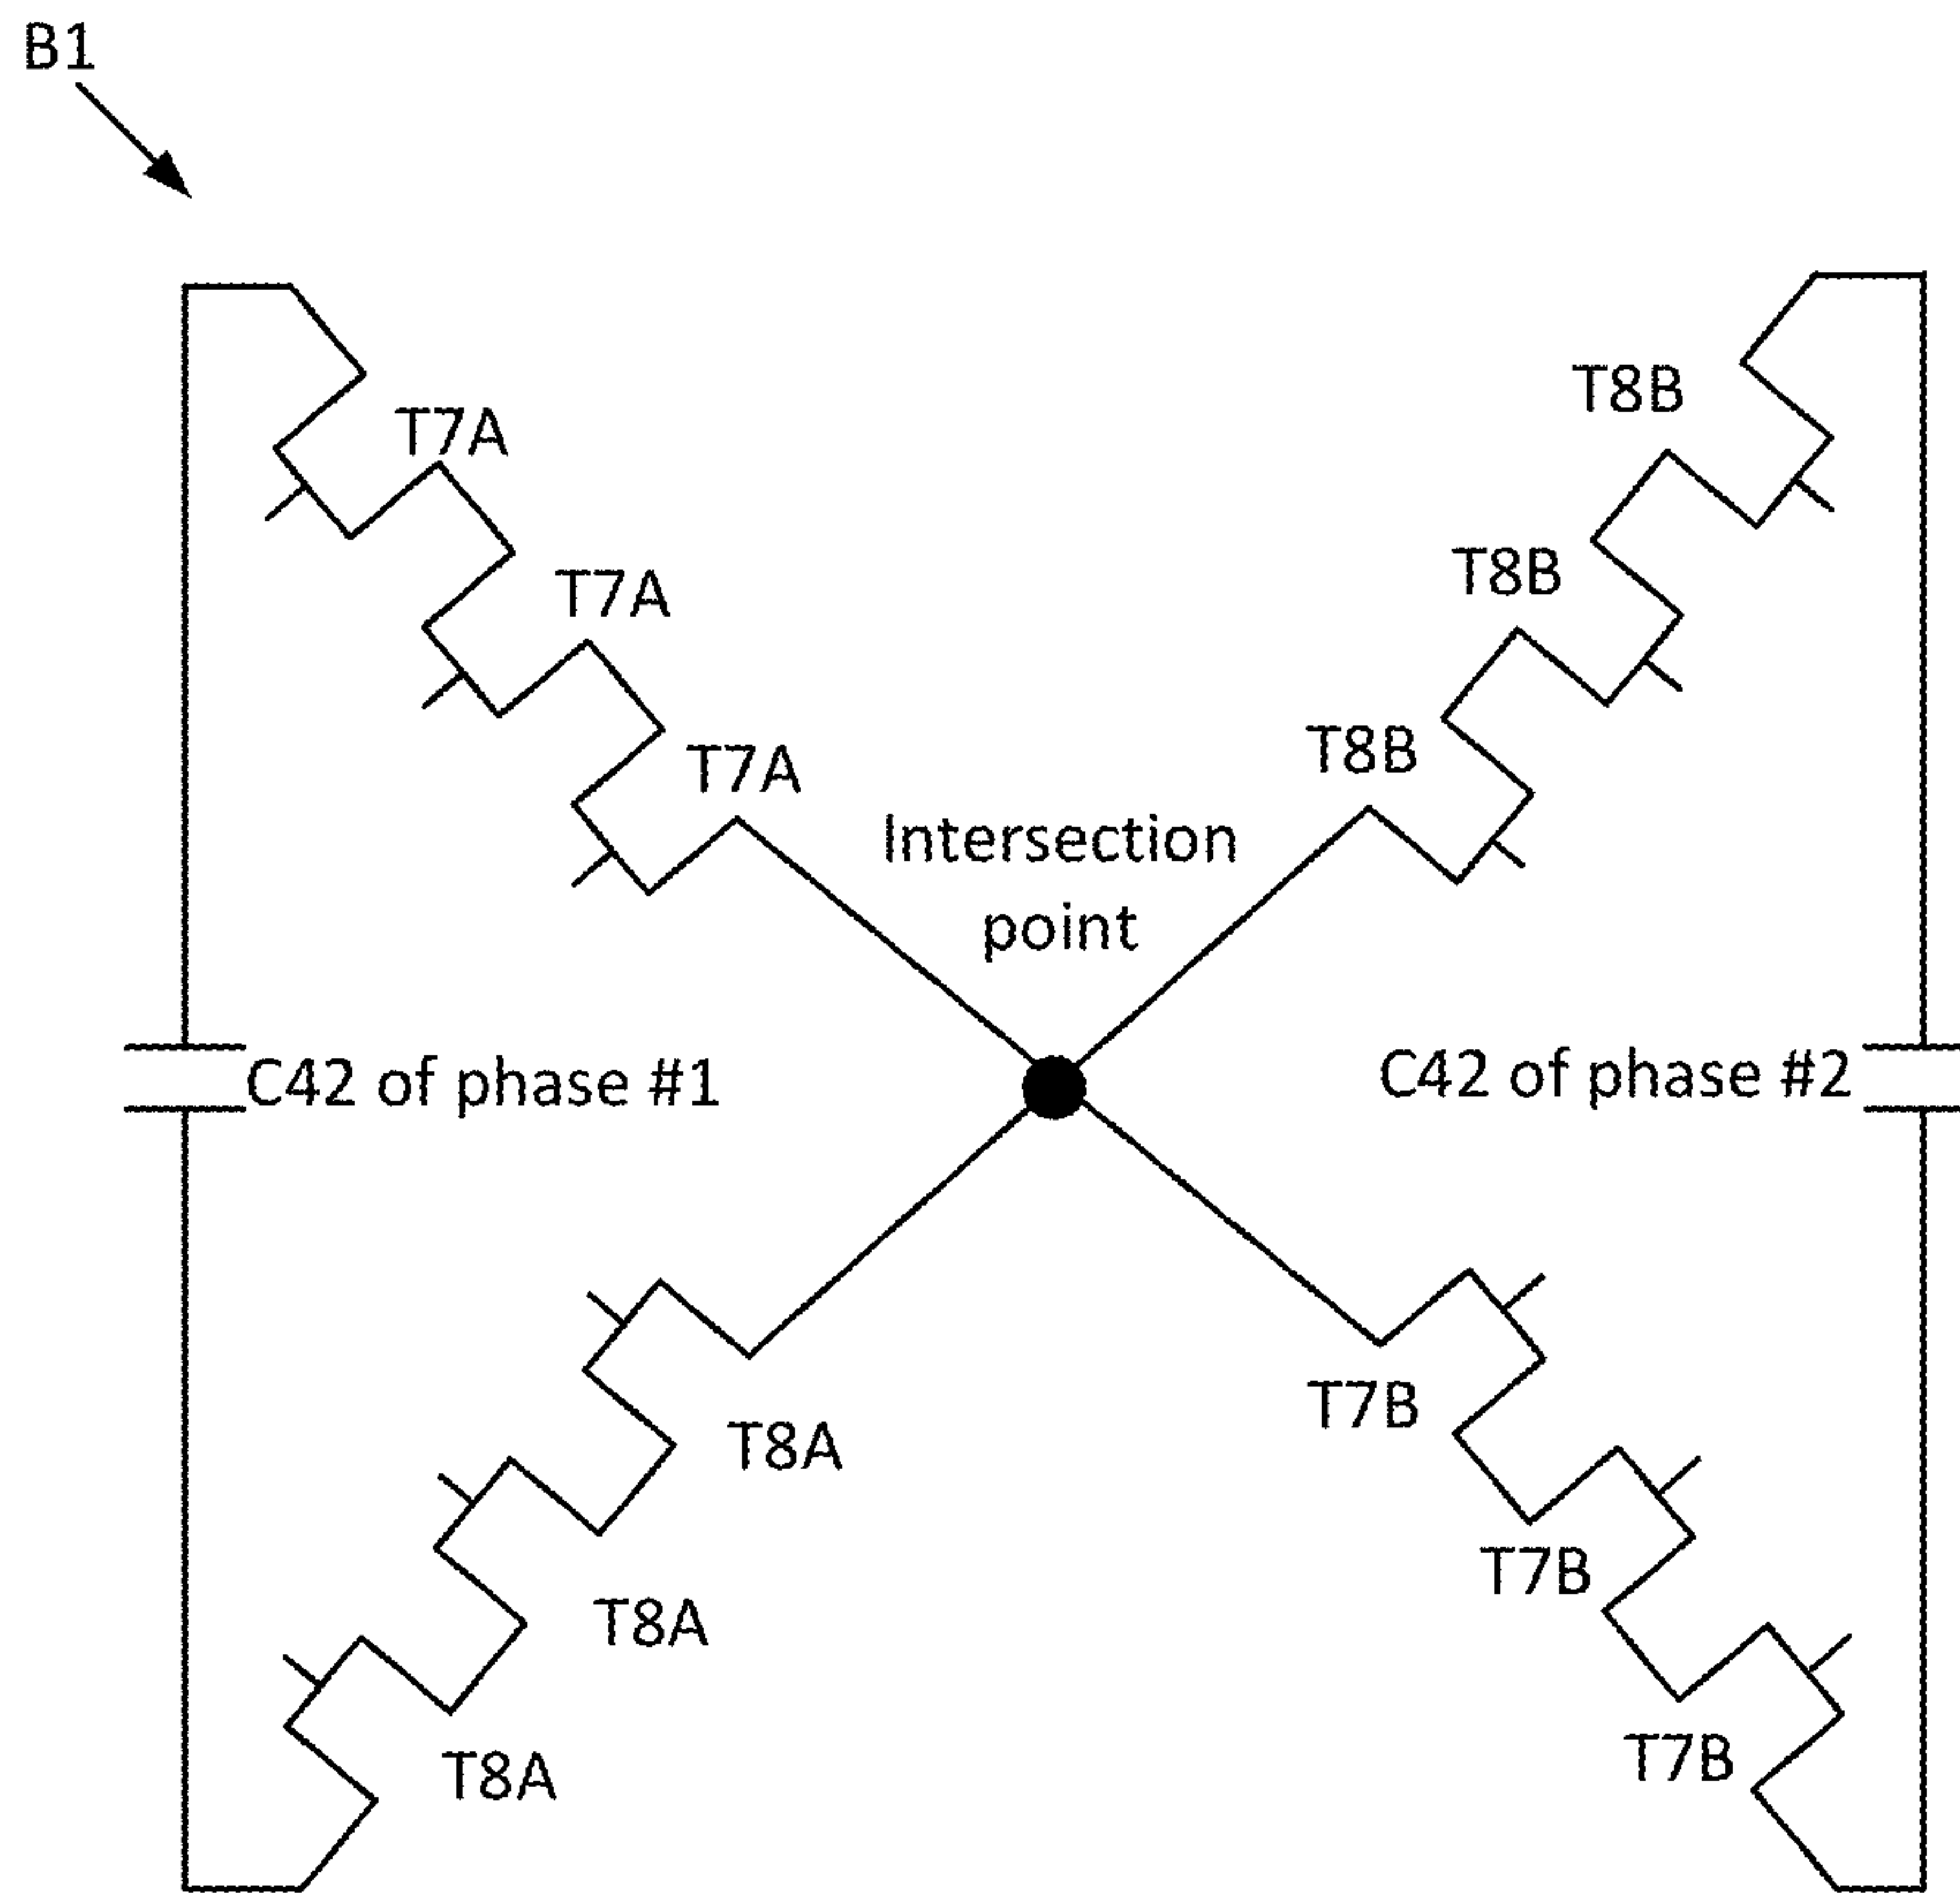 B1
T7A
T8B
T7A
T8B
T7A
T8B
Intersection
point
C42 of phase #1
C42 of phase #2
T8A
T7B
T8A
T7B
T8A
T7B